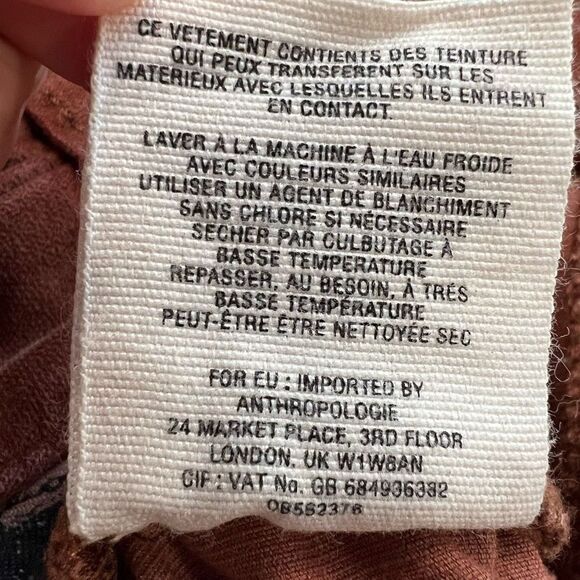 CE VETEMENT CONTIENTS DES TEINTURE
QUI PEUX TRANSFERENT SUR LES
MATERIEUX AVEC LESQUELLES ILS ENTRENT
EN CONTACT.
LAVER À LA MACHINE À L'EAU FROIDE
AVEC COULEURS SIMILAIRES
UTILISER UN AGENT DE BLANCHIMENT
SANS CHLORE SI NÉCESSAIRE
SECHER PAR CULBUTAGE À
BASSE TEMPERATURE
REPASSER, AU BESOIN, À TRÉS
BASSE TEMPÉRATURE
PEUT-ÊTRE ÊTRE NETTOYÉE SEC
FOR EU : IMPORTED BY
ANTHROPOLOGIE
24 MARKET PLACE, 3RD FLOOR
LONDON, UK W1W8AN
CIF : VAT No. GB 684936382
OB562376